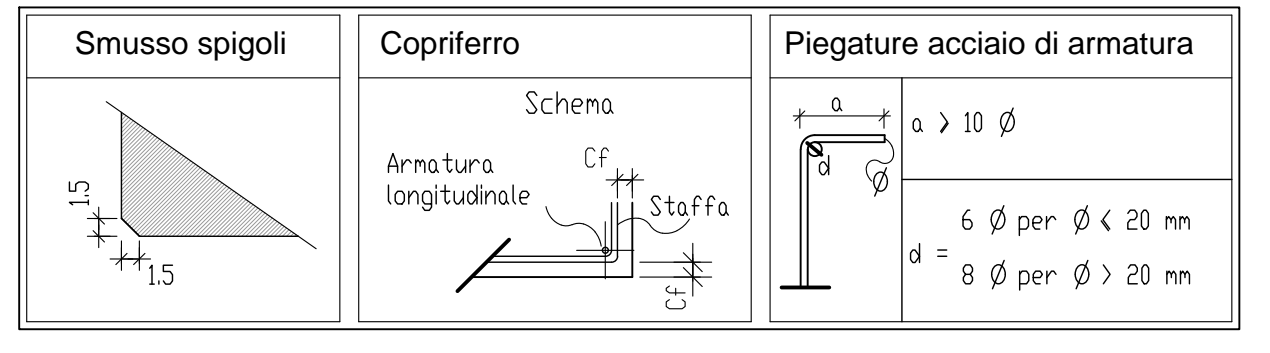 Smusso spigoli
1.5
1.5
Copriferro
Schema
Armatura
longitudinale
Cf
Staffa
Cf
Piegature acciaio di armatura
a
d
Ø
a > 10 Ø
d =
6 Ø per Ø < 20 mm
8 Ø per Ø > 20 mm